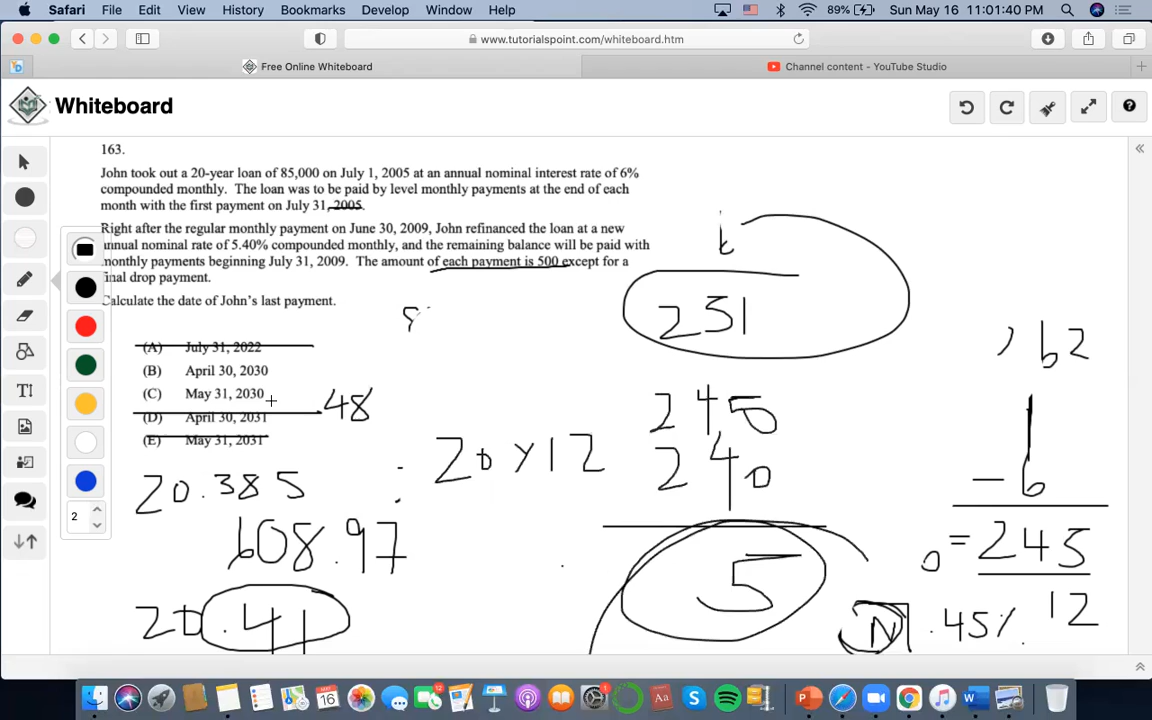 Safari File Edit View History Bookmarks Develop Window Help 89% Sun May 16 11:01:40 PM
www.tutorialspoint.com/whiteboard.htm
Free Online Whiteboard Channel content - YouTube Studio
Whiteboard
163.
John took out a 20-year loan of 85,000 on July 1, 2005 at an annual nominal interest rate of 6%
compounded monthly. The loan was to be paid by level monthly payments at the end of each
month with the first payment on July 31, 2005.
Right after the regular monthly payment on June 30, 2009, John refinanced the loan at a new
annual nominal rate of 5.40% compounded monthly, and the remaining balance will be paid with
monthly payments beginning July 31, 2009. The amount of each payment is 500 except for a
final drop payment.
Calculate the date of John's last payment.
(A) July 31, 2022
(B) April 30, 2030
(C) May 31, 2030
(D) April 30, 2031
(E) May 31, 2031
48
231
245
240
5
20.385
20 y 12
608.97
20.41
, 62
- 6
= 245
12
N .45%.
2